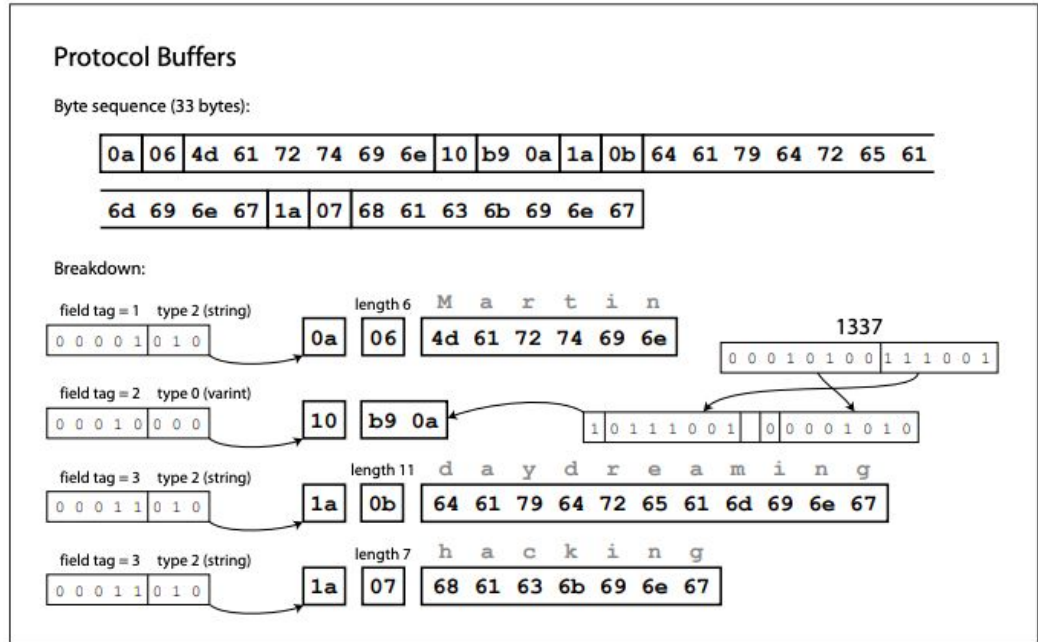 Protocol Buffers
Byte sequence (33 bytes):
0a 06 4d 61 72 74 69 6e 10 b9 0a 1a 0b 64 61 79 64 72 65 61
6d 69 6e 67 1a 07 68 61 63 6b 69 6e 67
Breakdown:
field tag = 1 type 2 (string) length 6 M a r t i n
0 0 0 0 1 0 1 0 0a 06 4d 61 72 74 69 6e
1337
0 0 0 1 0 1 0 0 1 1 1 0 0 1
field tag = 2 type 0 (varint)
0 0 0 1 0 0 0 0 10 b9 0a 1 0 1 1 1 0 0 1 0 0 0 0 1 0 1 0
field tag = 3 type 2 (string) length 11 d a y d r e a m i n g
0 0 0 1 1 0 1 0 1a 0b 64 61 79 64 72 65 61 6d 69 6e 67
field tag = 3 type 2 (string) length 7 h a c k i n g
0 0 0 1 1 0 1 0 1a 07 68 61 63 6b 69 6e 67